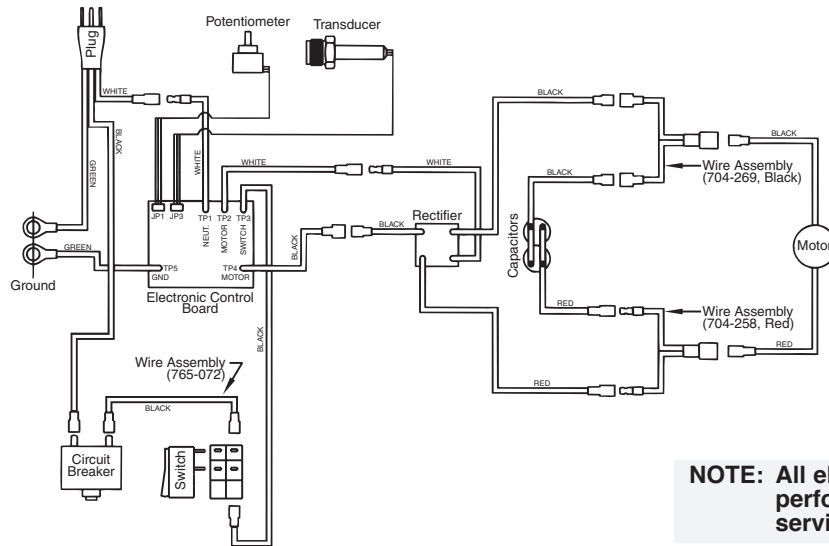 Potentiometer
Transducer
Plug
WHITE
BLACK
GREEN
WHITE
WHITE
WHITE
BLACK
BLACK
BLACK
Wire Assembly
(704-269, Black)
BLACK
JP1
JP3
TP1
TP2
TP3
NEUT.
MOTOR
SWITCH
BLACK
BLACK
Rectifier
Capacitors
Motor
GREEN
TP5
GND
TP4
MOTOR
Ground
Electronic Control
Board
RED
Wire Assembly
(704-258, Red)
RED
RED
BLACK
Wire Assembly
(765-072)
BLACK
Circuit
Breaker
Switch
NOTE: All el
perfo
servi